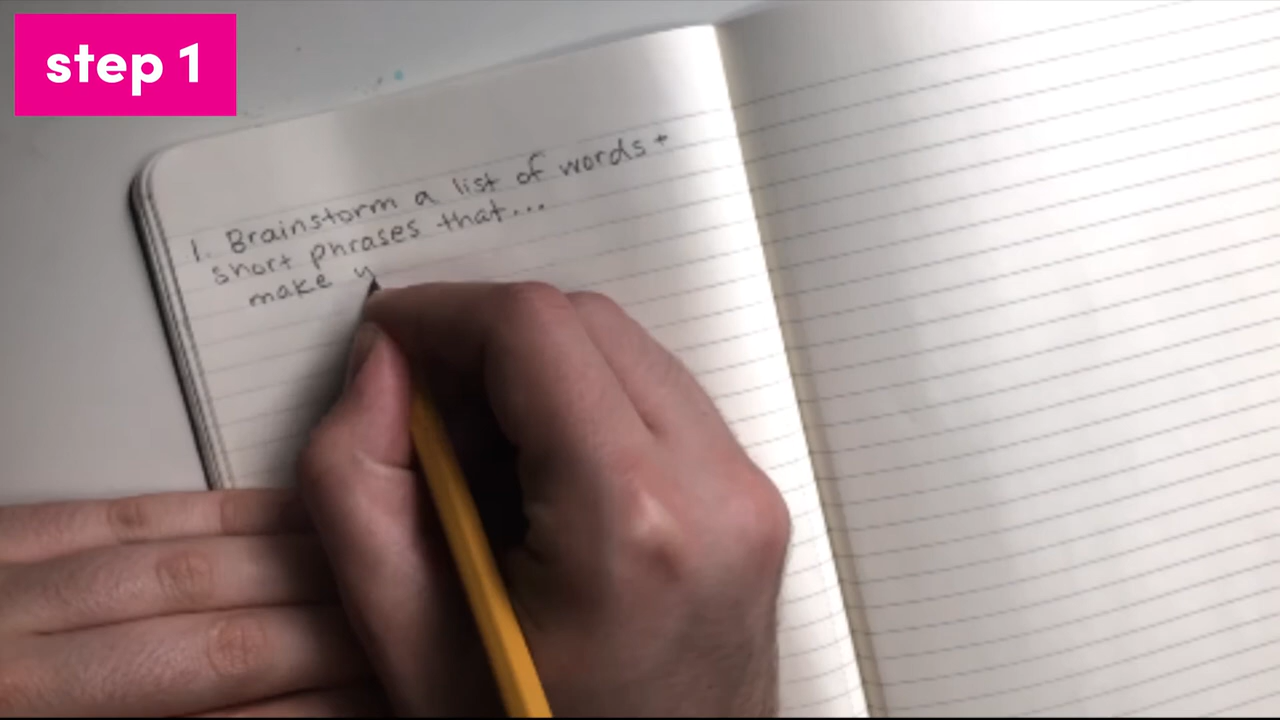 step 1
1. Brainstorm a list of words +
short phrases that...
make y